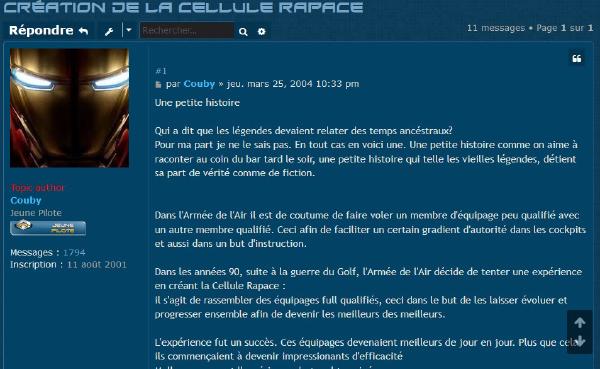 CRÉATION DE LA CELLULE RAPACE
Répondre
Rechercher…
11 messages • Page 1 sur 1
#1
par Couby » jeu. mars 25, 2004 10:33 pm
Une petite histoire
Qui a dit que les légendes devaient relater des temps ancéstraux?
Pour ma part je ne le sais pas. En tout cas en voici une. Une petite histoire comme on aime à
raconter au coin du bar tard le soir, une petite histoire qui telle les vieilles légendes, détient
sa part de vérité comme de fiction.
Topic author
Couby
Jeune Pilote
JEUNE
PILOTE
Messages : 1794
Inscription : 11 août 2001
Dans l'Armée de l'Air il est de coutume de faire voler un membre d'équipage peu qualifié avec
un autre membre qualifié. Ceci afin de faciliter un certain gradient d'autorité dans les cockpits
et aussi dans un but d'instruction.
Dans les années 90, suite à la guerre du Golf, l'Armée de l'Air décide de tenter une expérience
en créant la Cellule Rapace :
il s'agit de rassembler des équipages full qualifiés, ceci dans le but de les laisser évoluer et
progresser ensemble afin de devenir les meilleurs des meilleurs.
L'expérience fut un succès. Ces équipages devenaient meilleurs de jour en jour. Plus que cela
ils commençaient à devenir impressionants d'efficacité